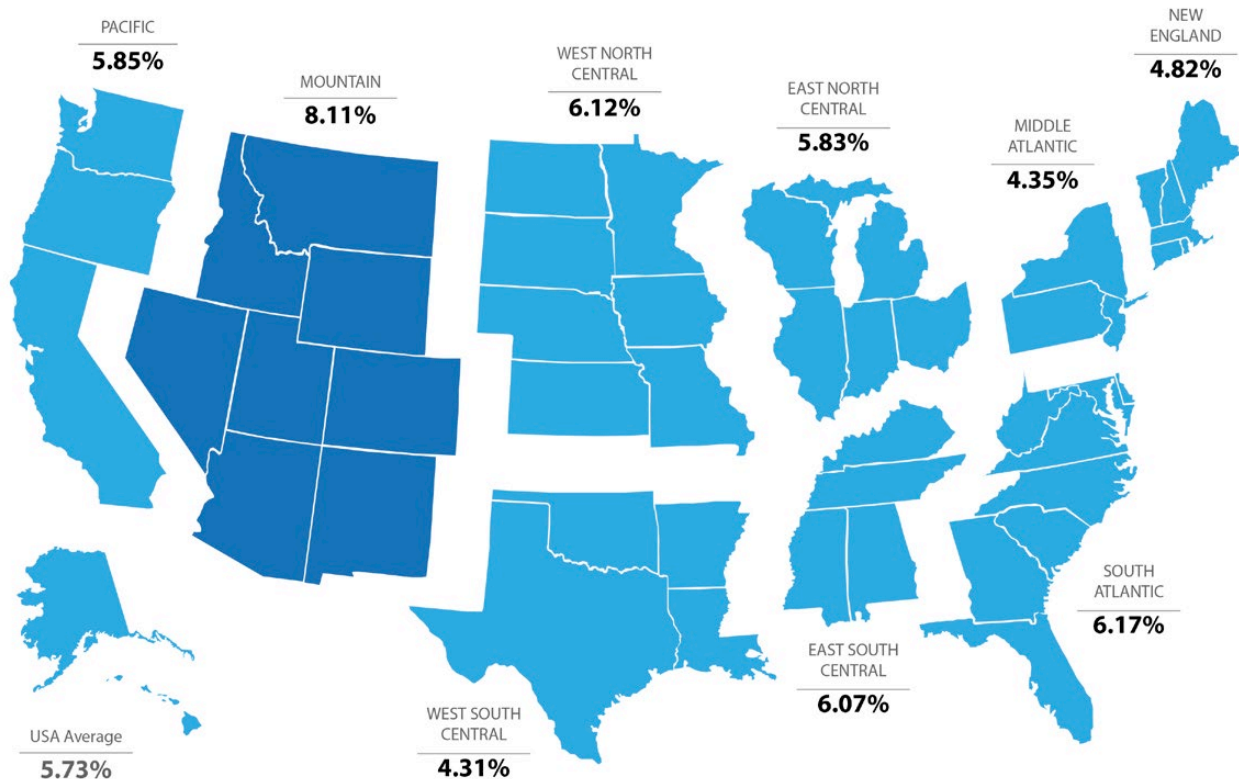 PACIFIC
5.85%
MOUNTAIN
8.11%
WEST NORTH
CENTRAL
6.12%
EAST NORTH
CENTRAL
5.83%
MIDDLE
ATLANTIC
4.35%
NEW
ENGLAND
4.82%
SOUTH
ATLANTIC
6.17%
EAST SOUTH
CENTRAL
6.07%
WEST SOUTH
CENTRAL
4.31%
USA Average
5.73%